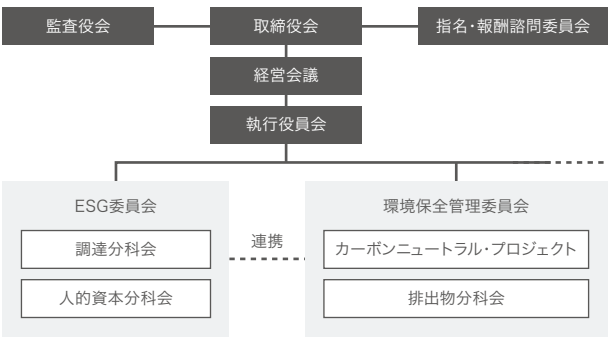 監査役会
取締役会
指名・報酬諮問委員会
経営会議
執行役員会
ESG委員会
調達分科会
人的資本分科会
連携
環境保全管理委員会
カーボンニュートラル・プロジェクト
排出物分科会